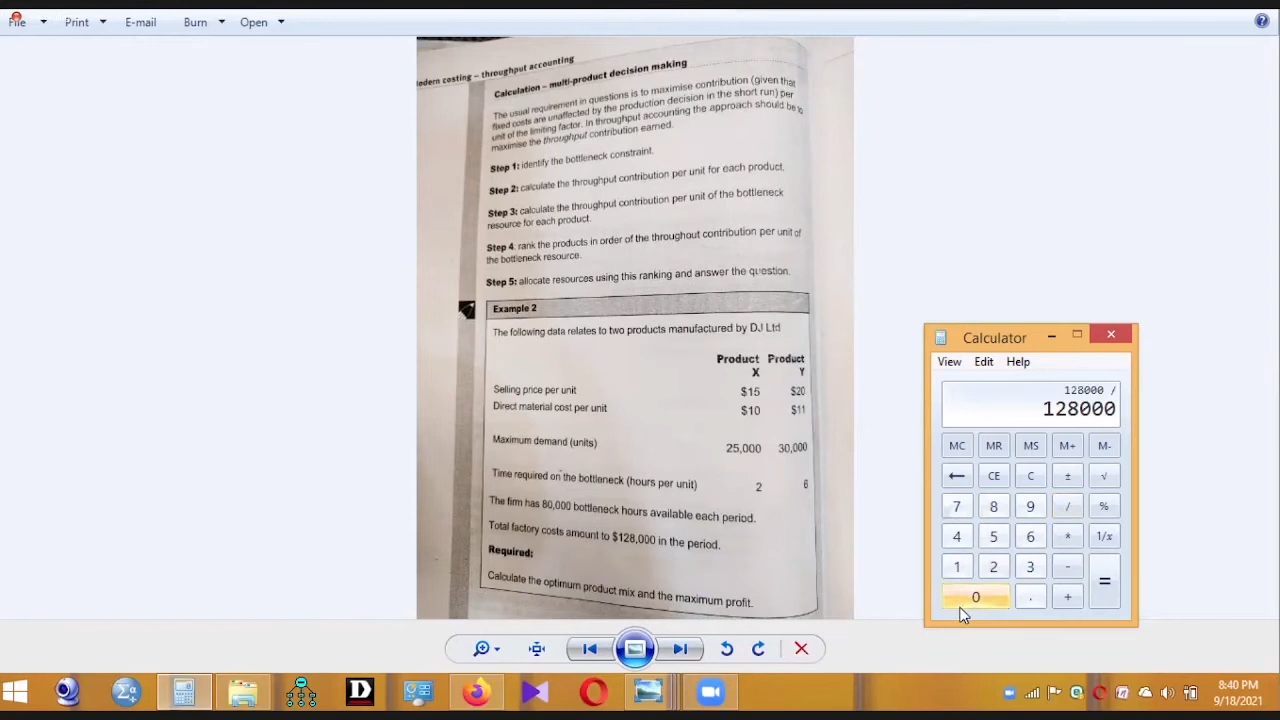 File Print E-mail Burn Open
odern costing – throughput accounting
Calculation – multi-product decision making
The usual requirement in questions is to maximise contribution (given that
fixed costs are unaffected by the production decision in the short run) per
unit of the limiting factor. In throughput accounting the approach should be to
maximise the throughput contribution earned.
Step 1: identify the bottleneck constraint.
Step 2: calculate the throughput contribution per unit for each product.
Step 3: calculate the throughput contribution per unit of the bottleneck
resource for each product.
Step 4: rank the products in order of the throughout contribution per unit of
the bottleneck resource.
Step 5: allocate resources using this ranking and answer the question.
Example 2
The following data relates to two products manufactured by DJ Ltd
Product Product
X Y
Selling price per unit $15 $20
Direct material cost per unit $10 $11
Maximum demand (units) 25,000 30,000
Time required on the bottleneck (hours per unit) 2 6
The firm has 80,000 bottleneck hours available each period.
Total factory costs amount to $128,000 in the period.
Required:
Calculate the optimum product mix and the maximum profit.
Calculator
View Edit Help
128000 /
128000
MC MR MS M+ M-
← CE C ± √
7 8 9 / %
4 5 6 * 1/x
1 2 3 - =
0 . +
D
8:40 PM
9/18/2021